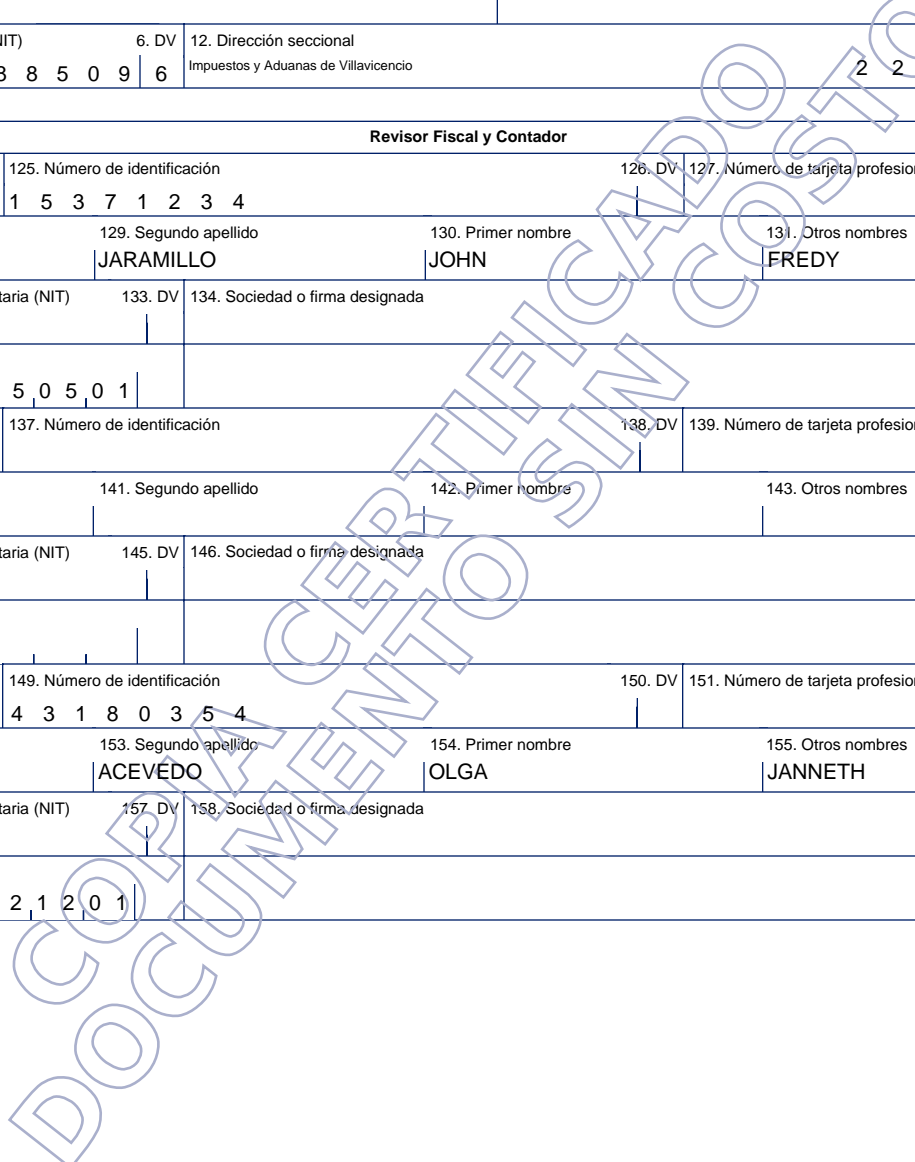 IIT) 6. DV 12. Dirección seccional
8 8 5 0 9 6 Impuestos y Aduanas de Villavicencio 2 2
Revisor Fiscal y Contador
125. Número de identificación 126. DV 127. Número de tarjeta profesion
1 5 3 7 1 2 3 4
129. Segundo apellido 130. Primer nombre 131. Otros nombres
JARAMILLO JOHN FREDY
taria (NIT) 133. DV 134. Sociedad o firma designada
5 0 5 0 1
137. Número de identificación 138. DV 139. Número de tarjeta profesion
141. Segundo apellido 142. Primer nombre 143. Otros nombres
taria (NIT) 145. DV 146. Sociedad o firma designada
149. Número de identificación 150. DV 151. Número de tarjeta profesion
4 3 1 8 0 3 5 4
153. Segundo apellido 154. Primer nombre 155. Otros nombres
ACEVEDO OLGA JANNETH
taria (NIT) 157. DV 158. Sociedad o firma designada
2 1 2 0 1
COPIA CERTIFICADO
DOCUMENTO SIN COSTO